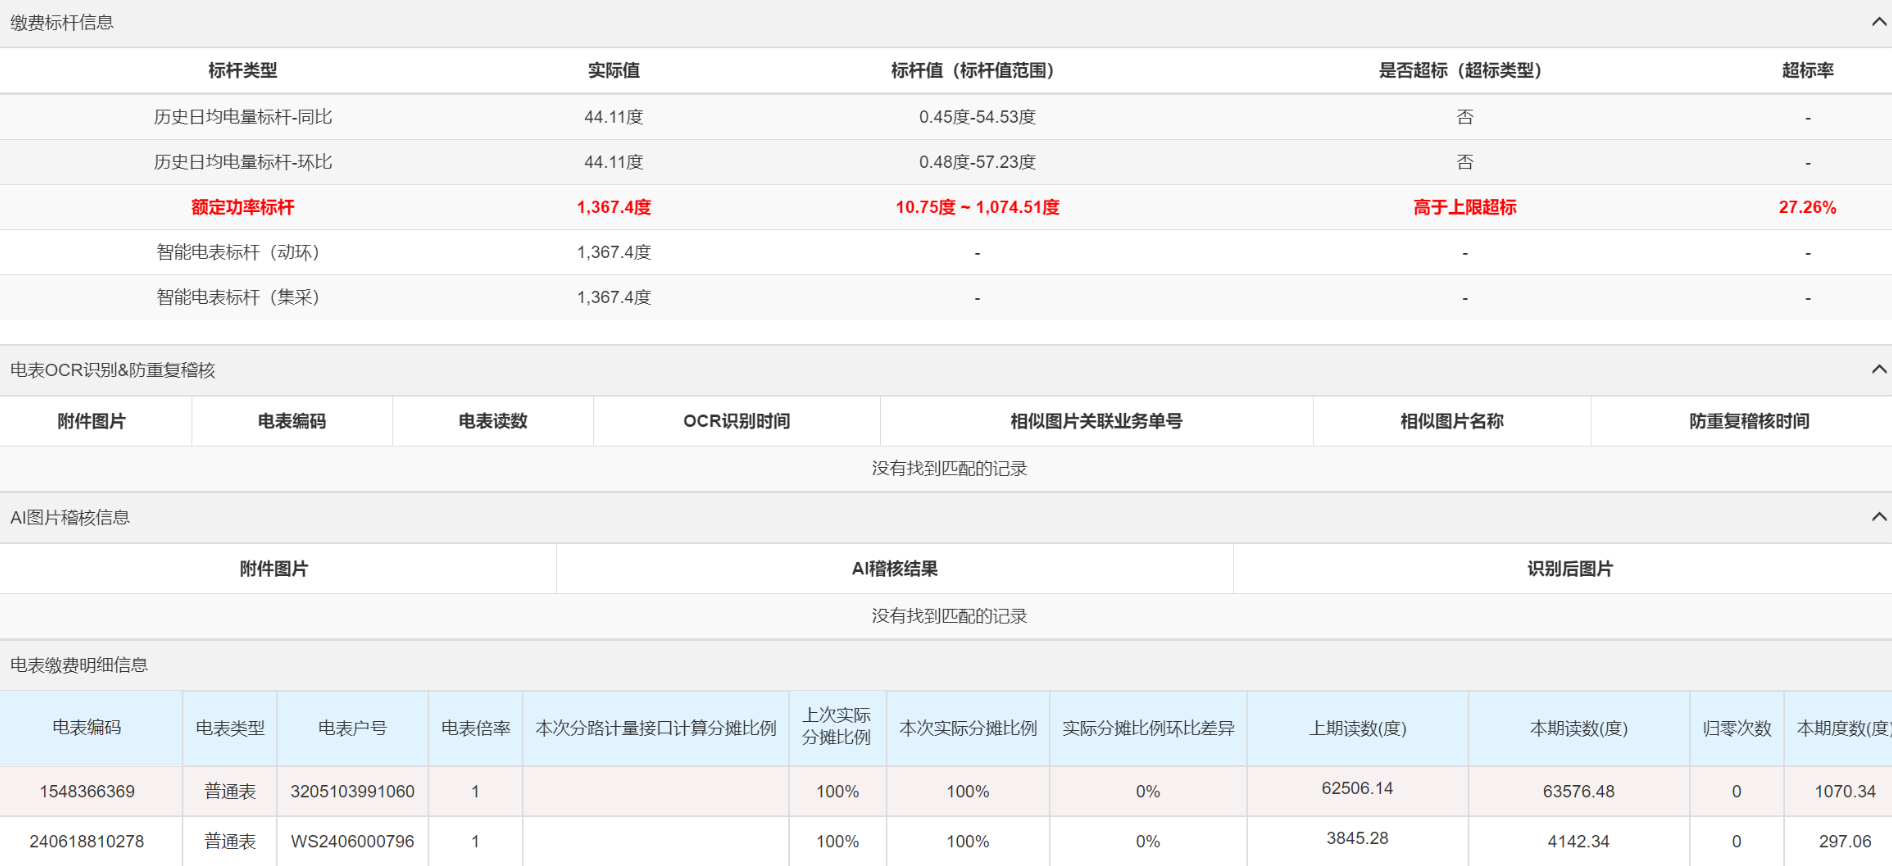 缴费标杆信息
标杆类型 实际值 标杆值（标杆值范围） 是否超标（超标类型） 超标率
历史日均电量标杆-同比 44.11度 0.45度-54.53度 否 -
历史日均电量标杆-环比 44.11度 0.48度-57.23度 否 -
额定功率标杆 1,367.4度 10.75度 ~ 1,074.51度 高于上限超标 27.26%
智能电表标杆（动环） 1,367.4度 - - -
智能电表标杆（集采） 1,367.4度 - - -
电表OCR识别&防重复稽核
附件图片 电表编码 电表读数 OCR识别时间 相似图片关联业务单号 相似图片名称 防重复稽核时间
没有找到匹配的记录
AI图片稽核信息
附件图片 AI稽核结果 识别后图片
没有找到匹配的记录
电表缴费明细信息
电表编码 电表类型 电表户号 电表倍率 本次分路计量接口计算分摊比例 上次实际分摊比例 本次实际分摊比例 实际分摊比例环比差异 上期读数(度) 本期读数(度) 归零次数 本期度数(度)
1548366369 普通表 3205103991060 1 100% 100% 0% 62506.14 63576.48 0 1070.34
240618810278 普通表 WS2406000796 1 100% 100% 0% 3845.28 4142.34 0 297.06